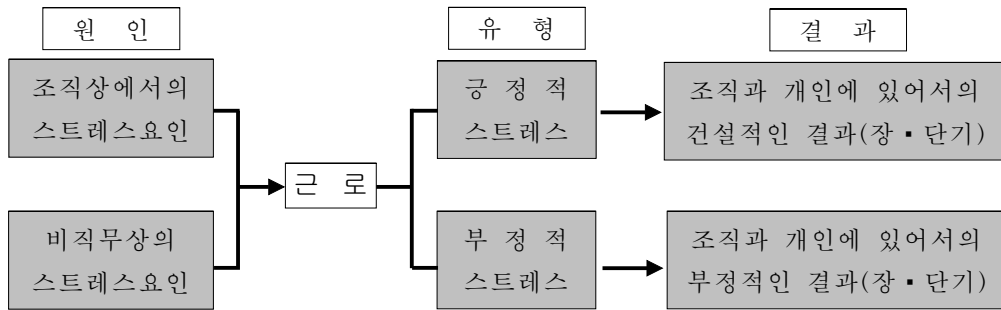 원 인
유 형
결 과
조직상에서의
스트레스요인
긍 정 적
스트레스
조직과 개인에 있어서의
건설적인 결과(장▪단기)
근 로
비직무상의
스트레스요인
부 정 적
스트레스
조직과 개인에 있어서의
부정적인 결과(장▪단기)